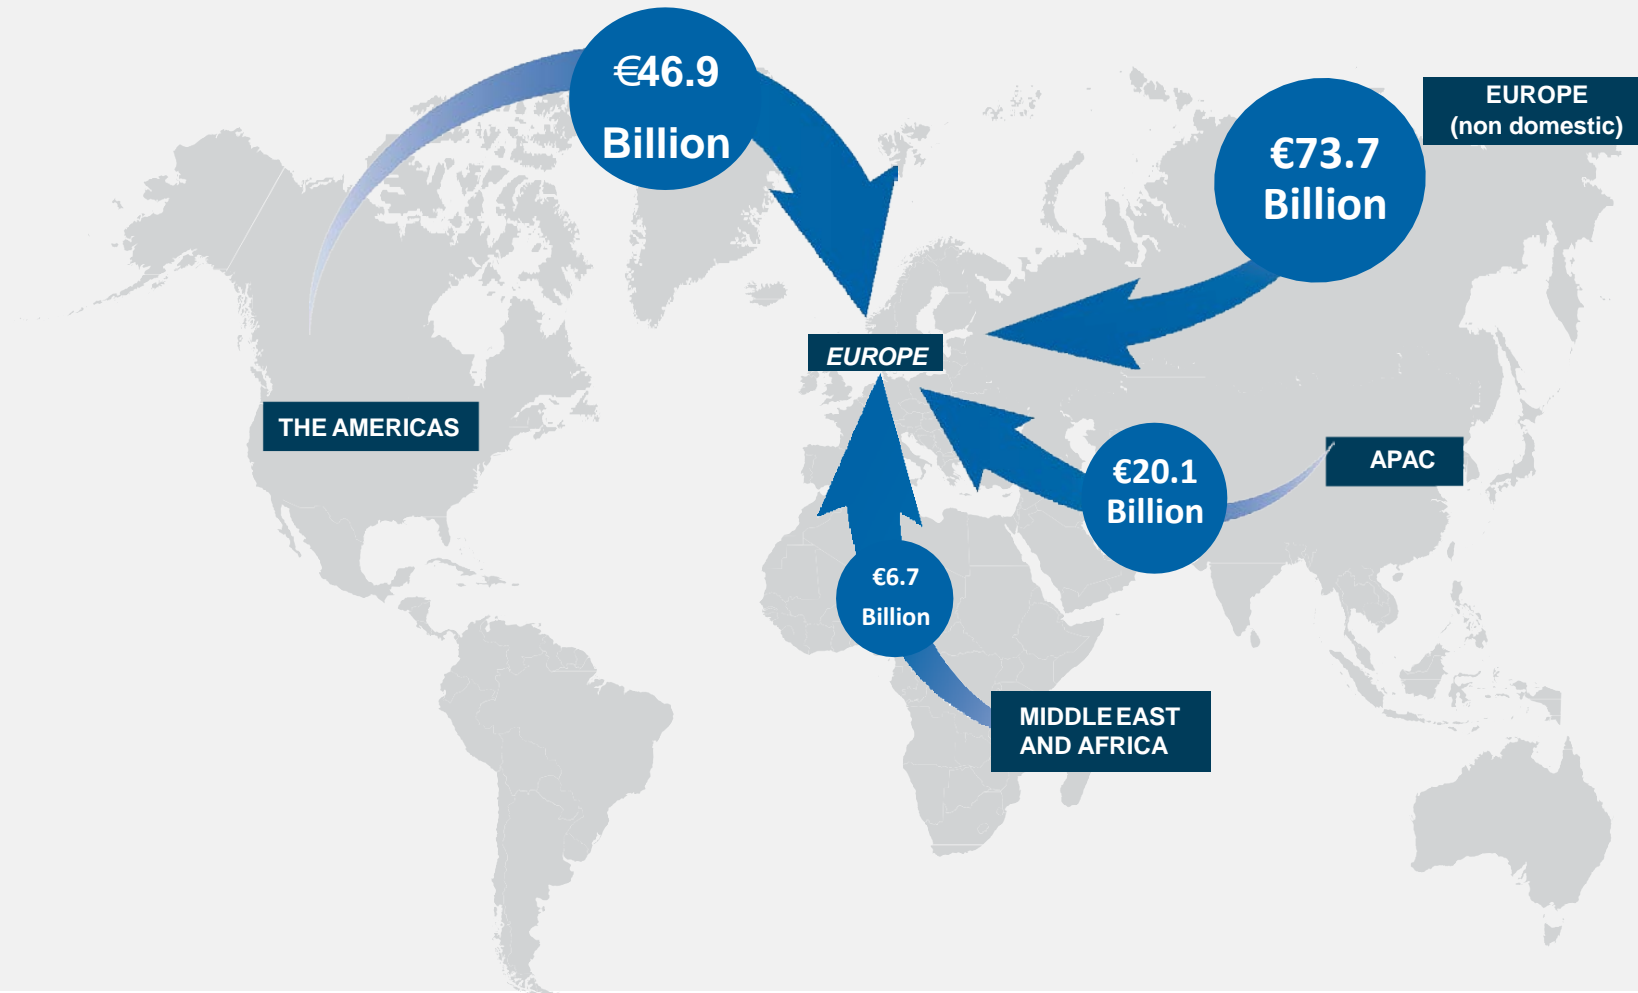 €46.9
Billion
EUROPE
(non domestic)
€73.7
Billion
EUROPE
THE AMERICAS
€20.1
Billion
APAC
€6.7
Billion
MIDDLE EAST
AND AFRICA